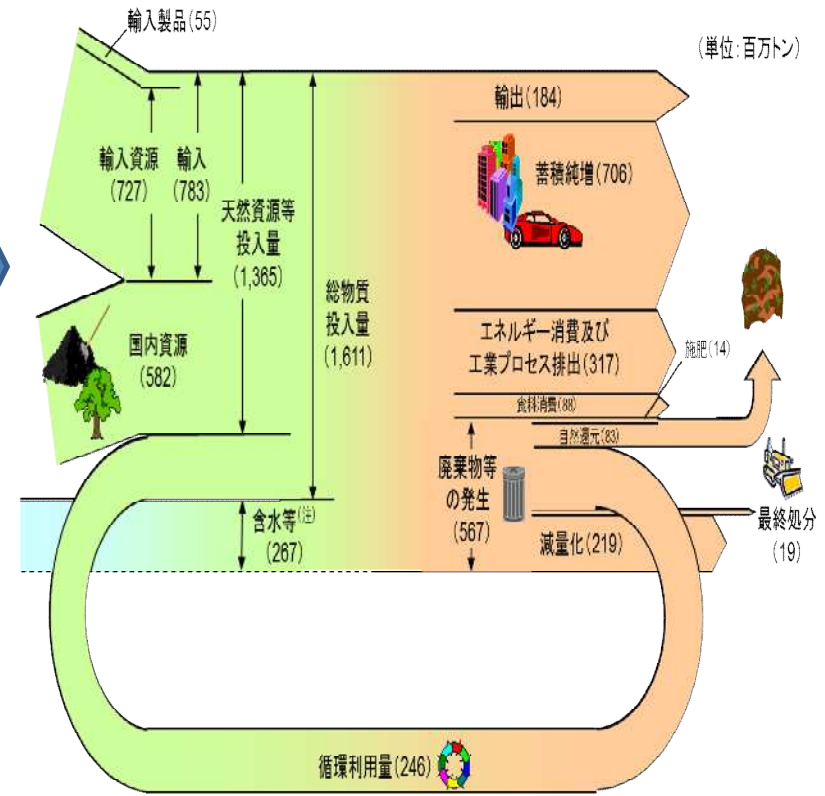 輸入製品(55)
(単位:百万トン)
輸出(184)
輸入資源
(727)
輸入
(783)
蓄積純増(706)
天然資源等
投入量
(1,365)
総物質
投入量
(1,611)
国内資源
(582)
エネルギー消費及び
工業プロセス排出(317)
施肥(14)
食料消費(88)
自然還元(83)
廃棄物等
の発生
(567)
含水等(注)
(267)
減量化(219)
最終処分
(19)
循環利用量(246)